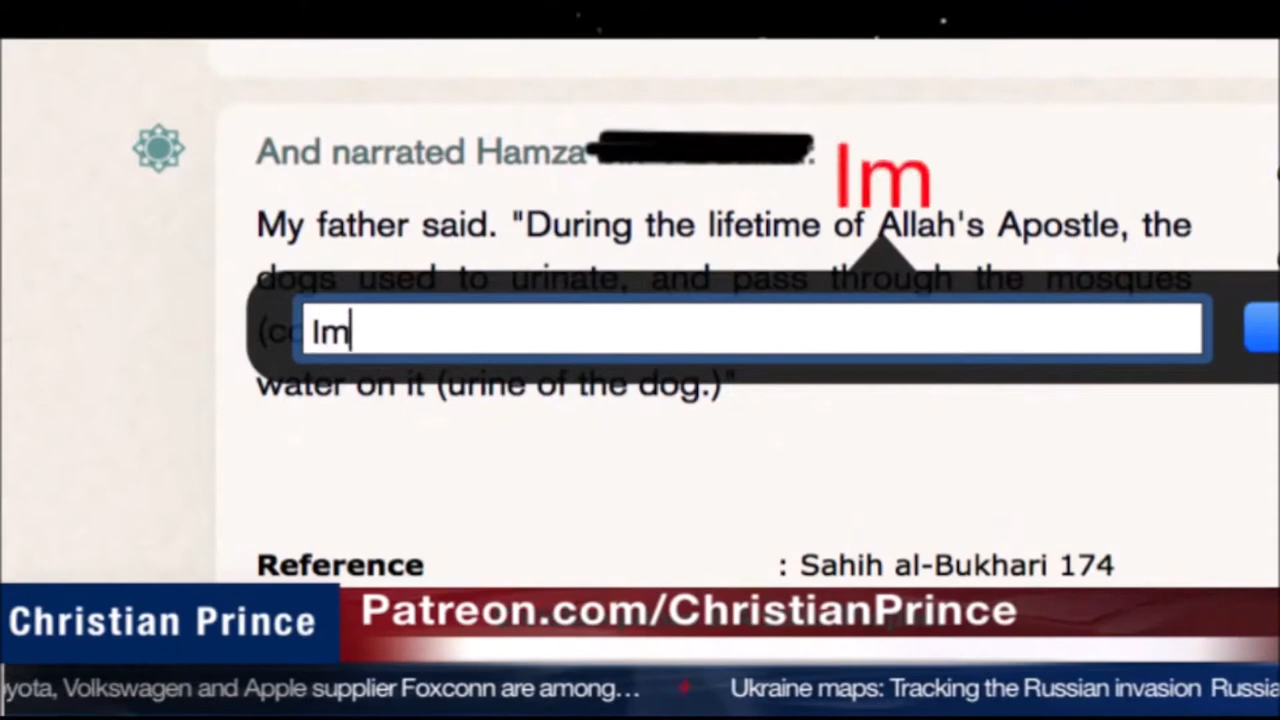 And narrated Hamza
Im
My father said. "During the lifetime of Allah's Apostle, the
dogs used to urinate, and pass through the mosques
(co
Im
water on it (urine of the dog.)"
Reference : Sahih al-Bukhari 174
Christian Prince
Patreon.com/ChristianPrince
yota, Volkswagen and Apple supplier Foxconn are among… Ukraine maps: Tracking the Russian invasion Russia